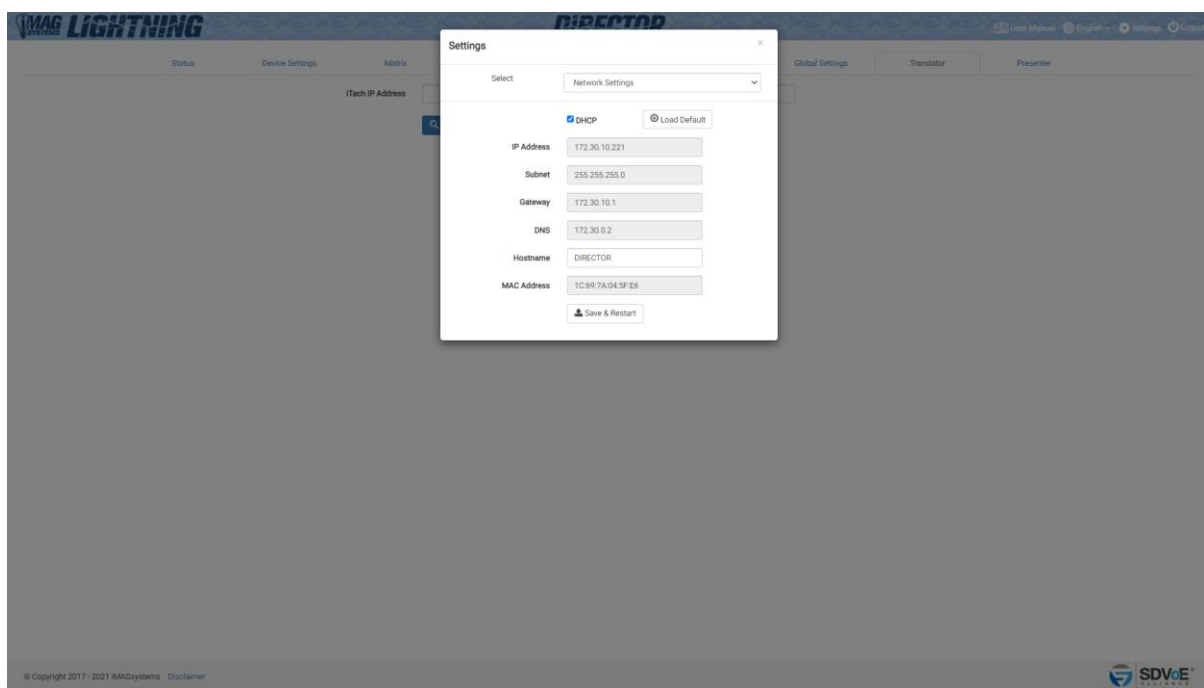 iMAG SYSTEMS LIGHTNING DIRECTOR User Manual English Settings Logout
Settings ×
Status Device Settings Matrix Global Settings Translator Presenter
Select Network Settings
iTach IP Address
DHCP Load Default
IP Address 172.30.10.221
Subnet 255.255.255.0
Gateway 172.30.10.1
DNS 172.30.0.2
Hostname DIRECTOR
MAC Address 1C:69:7A:04:5F:E6
Save & Restart
© Copyright 2017 - 2021 iMAGsystems Disclaimer SDVoE®
ALLIANCE